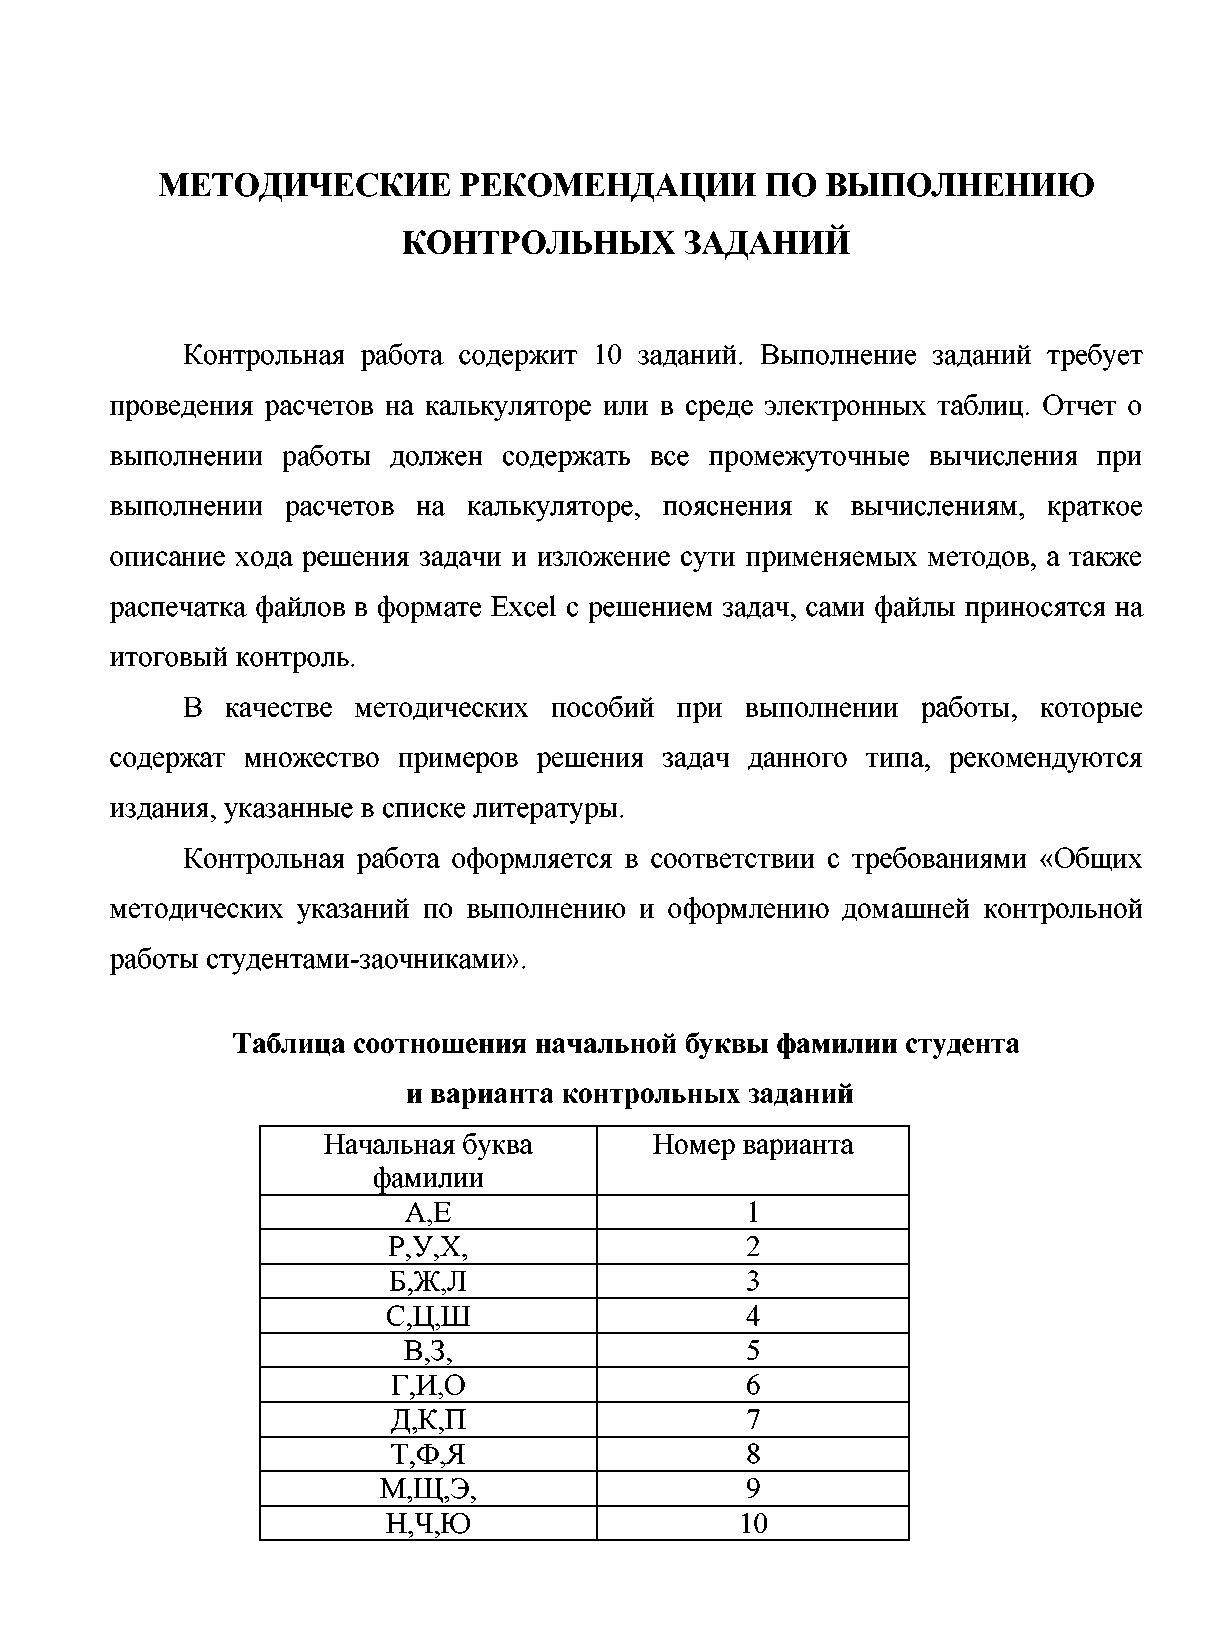 МЕТОДИЧЕСКИЕ РЕКОМЕНДАЦИИ ПО ВЫПОЛНЕНИЮ
КОНТРОЛЬНЫХ ЗАДАНИЙ
Контрольная работа содержит 10 заданий. Выполнение заданий требует
проведения расчетов на калькуляторе или в среде электронных таблиц. Отчет о
выполнении работы должен содержать все промежуточные вычисления при
выполнении расчетов на калькуляторе, пояснения к вычислениям, краткое
описание хода решения задачи и изложение сути применяемых методов, а также
распечатка файлов в формате Excel с решением задач, сами файлы приносятся на
итоговый контроль.
В качестве методических пособий при выполнении работы, которые
содержат множество примеров решения задач данного типа, рекомендуются
издания, указанные в списке литературы.
Контрольная работа оформляется в соответствии с требованиями «Общих
методических указаний по выполнению и оформлению домашней контрольной
работы студентами-заочниками».
Таблица соотношения начальной буквы фамилии студента
и варианта контрольных заданий
Начальная буква Номер варианта
фамилии
А,Е 1
Р,У,Х, 2
Б,Ж,Л 3
С,Ц,Ш 4
В,З, 5
Г,И,О 6
Д,К,П 7
Т,Ф,Я 8
М,Щ,Э, 9
Н,Ч,Ю 10